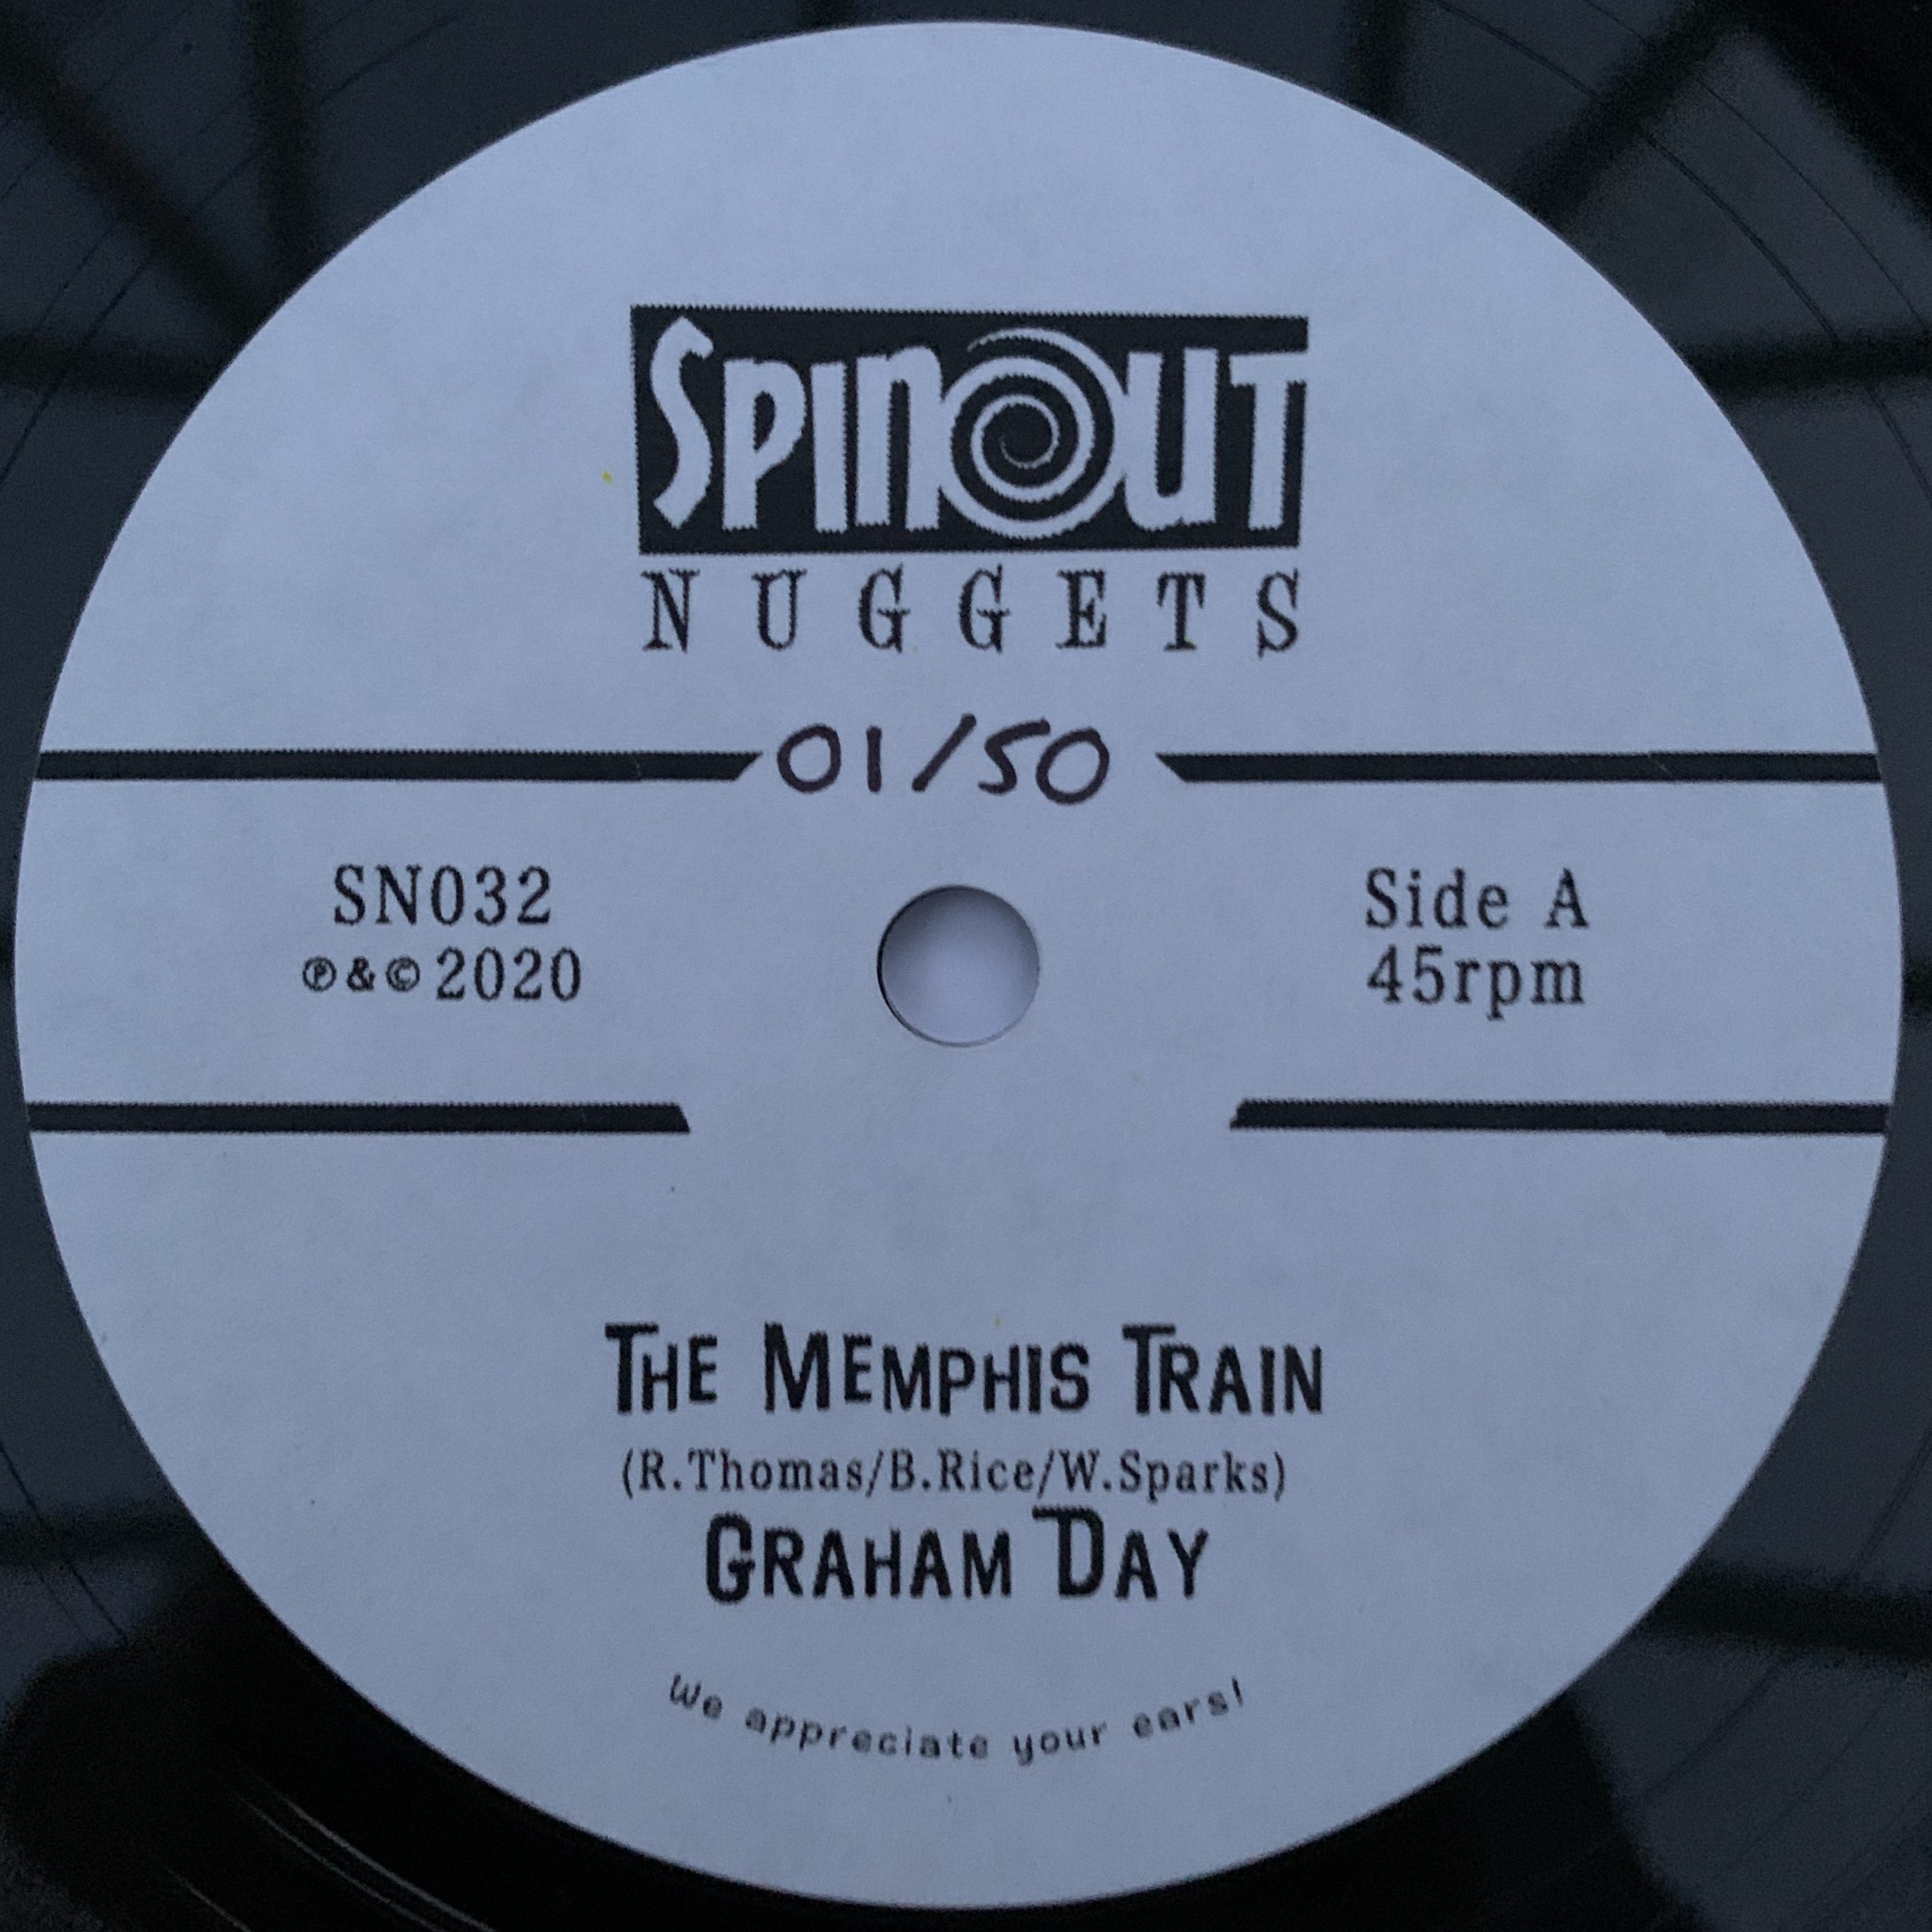 SPINOUT
NUGGETS
01/50
SN032
℗&©2020
Side A
45rpm
THE MEMPHIS TRAIN
(R.Thomas/B.Rice/W.Sparks)
GRAHAM DAY
We appreciate your ears!